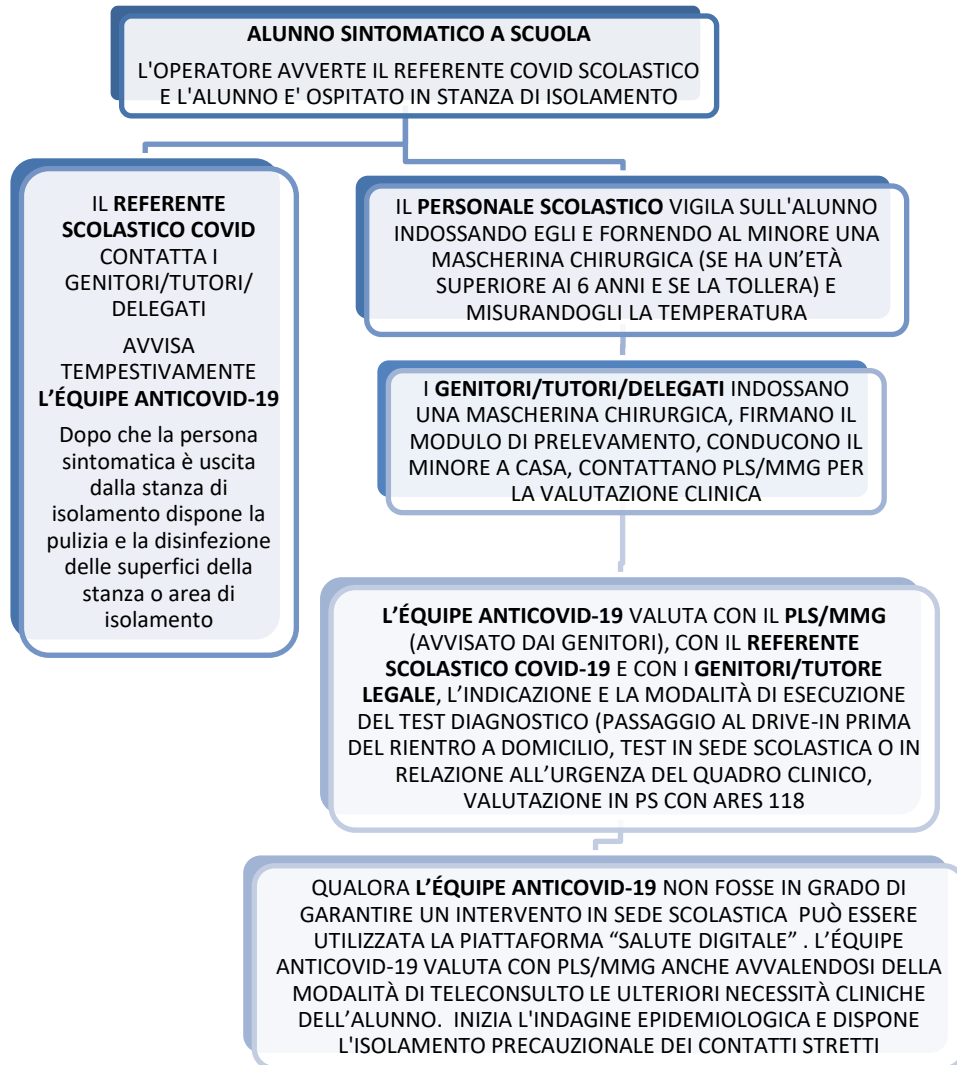 ALUNNO SINTOMATICO A SCUOLA
L'OPERATORE AVVERTE IL REFERENTE COVID SCOLASTICO
E L'ALUNNO E' OSPITATO IN STANZA DI ISOLAMENTO
IL REFERENTE
SCOLASTICO COVID
CONTATTA I
GENITORI/TUTORI/
DELEGATI
AVVISA
TEMPESTIVAMENTE
L'ÉQUIPE ANTICOVID-19
Dopo che la persona
sintomatica è uscita
dalla stanza di
isolamento dispone la
pulizia e la disinfezione
delle superfici della
stanza o area di
isolamento
IL PERSONALE SCOLASTICO VIGILA SULL'ALUNNO
INDOSSANDO EGLI E FORNENDO AL MINORE UNA
MASCHERINA CHIRURGICA (SE HA UN'ETÀ
SUPERIORE AI 6 ANNI E SE LA TOLLERA) E
MISURANDOGLI LA TEMPERATURA
I GENITORI/TUTORI/DELEGATI INDOSSANO
UNA MASCHERINA CHIRURGICA, FIRMANO IL
MODULO DI PRELEVAMENTO, CONDUCONO IL
MINORE A CASA, CONTATTANO PLS/MMG PER
LA VALUTAZIONE CLINICA
L'ÉQUIPE ANTICOVID-19 VALUTA CON IL PLS/MMG
(AVVISATO DAI GENITORI), CON IL REFERENTE
SCOLASTICO COVID-19 E CON I GENITORI/TUTORE
LEGALE, L'INDICAZIONE E LA MODALITÀ DI ESECUZIONE
DEL TEST DIAGNOSTICO (PASSAGGIO AL DRIVE-IN PRIMA
DEL RIENTRO A DOMICILIO, TEST IN SEDE SCOLASTICA O IN
RELAZIONE ALL'URGENZA DEL QUADRO CLINICO,
VALUTAZIONE IN PS CON ARES 118
QUALORA L'ÉQUIPE ANTICOVID-19 NON FOSSE IN GRADO DI
GARANTIRE UN INTERVENTO IN SEDE SCOLASTICA PUÒ ESSERE
UTILIZZATA LA PIATTAFORMA “SALUTE DIGITALE” . L'ÉQUIPE
ANTICOVID-19 VALUTA CON PLS/MMG ANCHE AVVALENDOSI DELLA
MODALITÀ DI TELECONSULTO LE ULTERIORI NECESSITÀ CLINICHE
DELL'ALUNNO. INIZIA L'INDAGINE EPIDEMIOLOGICA E DISPONE
L'ISOLAMENTO PRECAUZIONALE DEI CONTATTI STRETTI